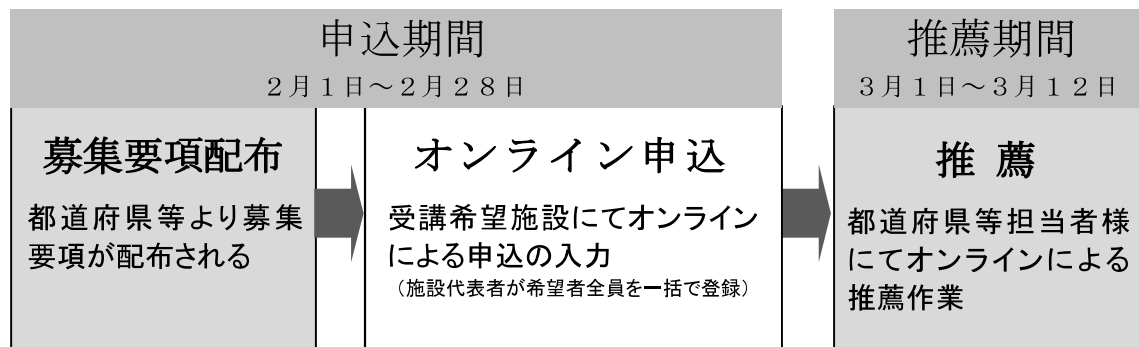 申込期間
２月１日～２月２８日
募集要項配布
都道府県等より募集
要項が配布される
オンライン申込
受講希望施設にてオンライン
による申込の入力
（施設代表者が希望者全員を一括で登録）
推薦期間
３月１日～３月１２日
推 薦
都道府県等担当者様
にてオンラインによる
推薦作業